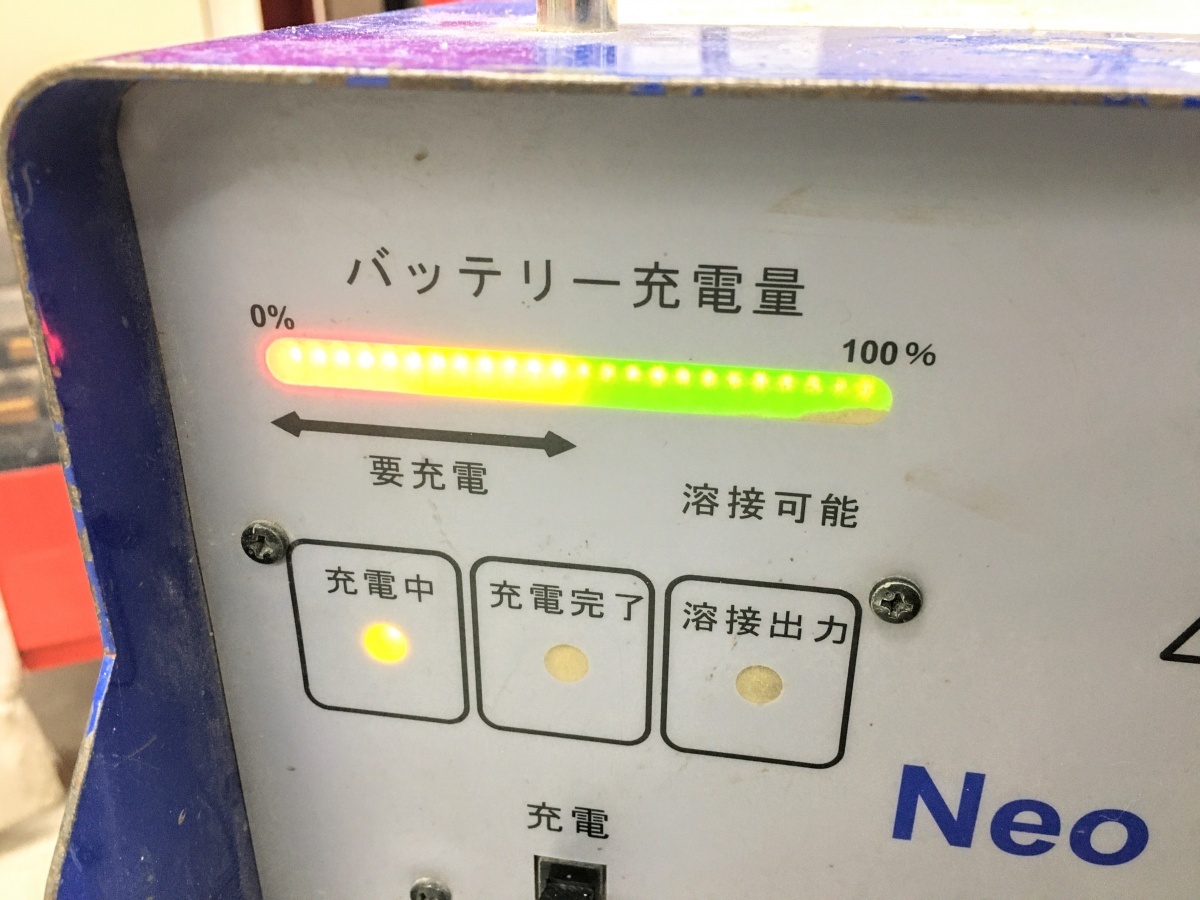 バッテリー充電量
0%
100%
要充電
溶接可能
充電中
充電完了
溶接出力
Neo
充電